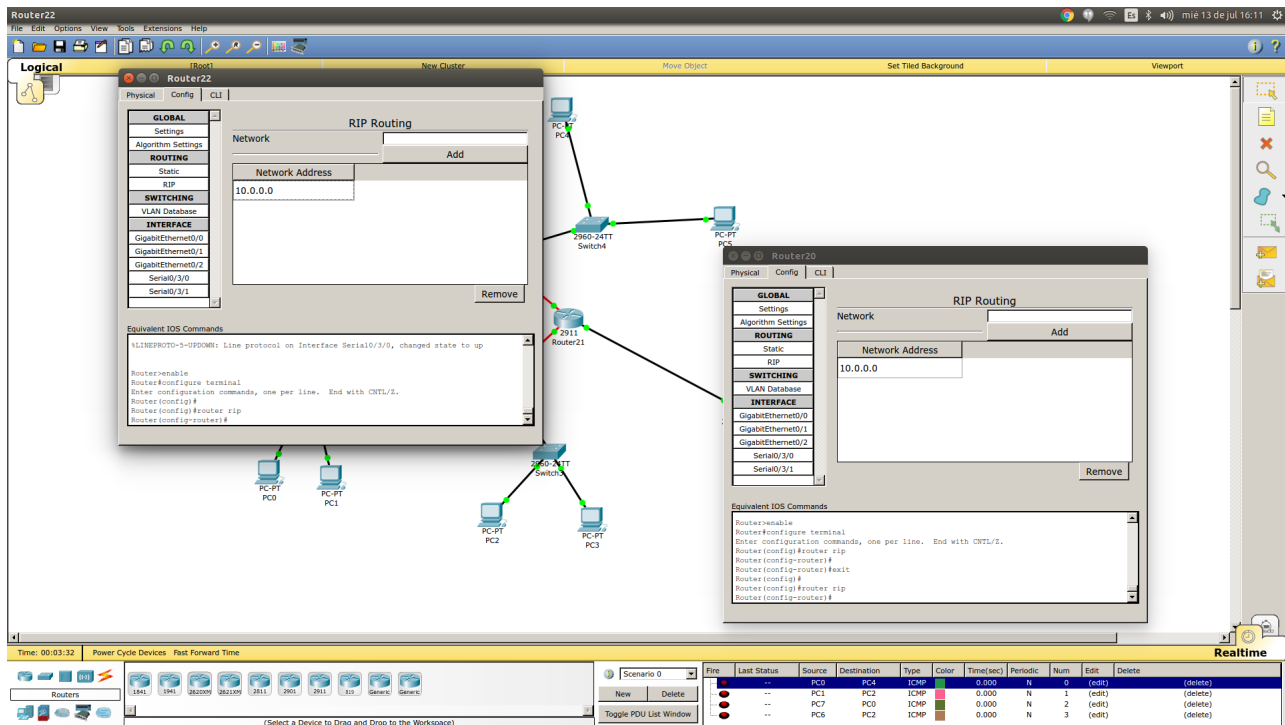 Router22
Es
mié 13 de jul 16:11
File Edit Options View Tools Extensions Help
Logical
[Root]
New Cluster
Move Object
Set Tiled Background
Viewport
Router22
Physical Config CLI
GLOBAL
Settings
Algorithm Settings
ROUTING
Static
RIP
SWITCHING
VLAN Database
INTERFACE
GigabitEthernet0/0
GigabitEthernet0/1
GigabitEthernet0/2
Serial0/3/0
Serial0/3/1
RIP Routing
Network
Add
Network Address
10.0.0.0
Remove
Equivalent IOS Commands
%LINEPROTO-5-UPDOWN: Line protocol on Interface Serial0/3/0, changed state to up
Router>enable
Router#configure terminal
Enter configuration commands, one per line. End with CNTL/Z.
Router(config)#
Router(config)#router rip
Router(config-router)#
PC-PT
PC4
2960-24TT
Switch4
PC-PT
PC5
2911
Router21
Router20
Physical Config CLI
GLOBAL
Settings
Algorithm Settings
ROUTING
Static
RIP
SWITCHING
VLAN Database
INTERFACE
GigabitEthernet0/0
GigabitEthernet0/1
GigabitEthernet0/2
Serial0/3/0
Serial0/3/1
RIP Routing
Network
Add
Network Address
10.0.0.0
Remove
Equivalent IOS Commands
Router>enable
Router#configure terminal
Enter configuration commands, one per line. End with CNTL/Z.
Router(config)#router rip
Router(config-router)#
Router(config-router)#exit
Router(config)#
Router(config)#router rip
Router(config-router)#
2960-24TT
Switch3
PC-PT
PC0
PC-PT
PC1
PC-PT
PC2
PC-PT
PC3
Time: 00:03:32 Power Cycle Devices Fast Forward Time
Realtime
Routers
1841 1941 2620XM 2621XM 2811 2901 2911 819 Generic Generic
(Select a Device to Drag and Drop to the Workspace)
Scenario 0
New Delete
Toggle PDU List Window
Fire Last Status Source Destination Type Color Time(sec) Periodic Num Edit Delete
-- PC0 PC4 ICMP 0.000 N 0 (edit) (delete)
-- PC1 PC2 ICMP 0.000 N 1 (edit) (delete)
-- PC7 PC0 ICMP 0.000 N 2 (edit) (delete)
-- PC6 PC2 ICMP 0.000 N 3 (edit) (delete)